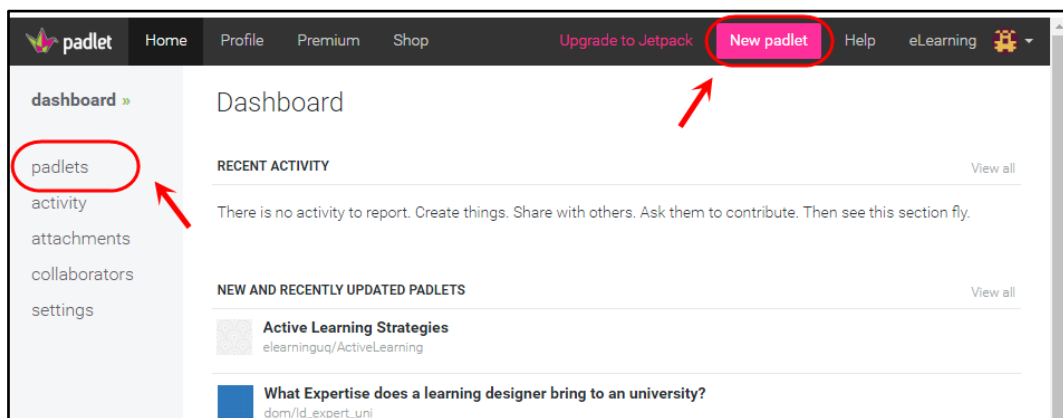 padlet Home Profile Premium Shop Upgrade to Jetpack New padlet Help eLearning
dashboard »
padlets
activity
attachments
collaborators
settings
Dashboard
RECENT ACTIVITY View all
There is no activity to report. Create things. Share with others. Ask them to contribute. Then see this section fly.
NEW AND RECENTLY UPDATED PADLETS View all
Active Learning Strategies
elearninguq/ActiveLearning
What Expertise does a learning designer bring to an university?
dom/ld_expert_uni